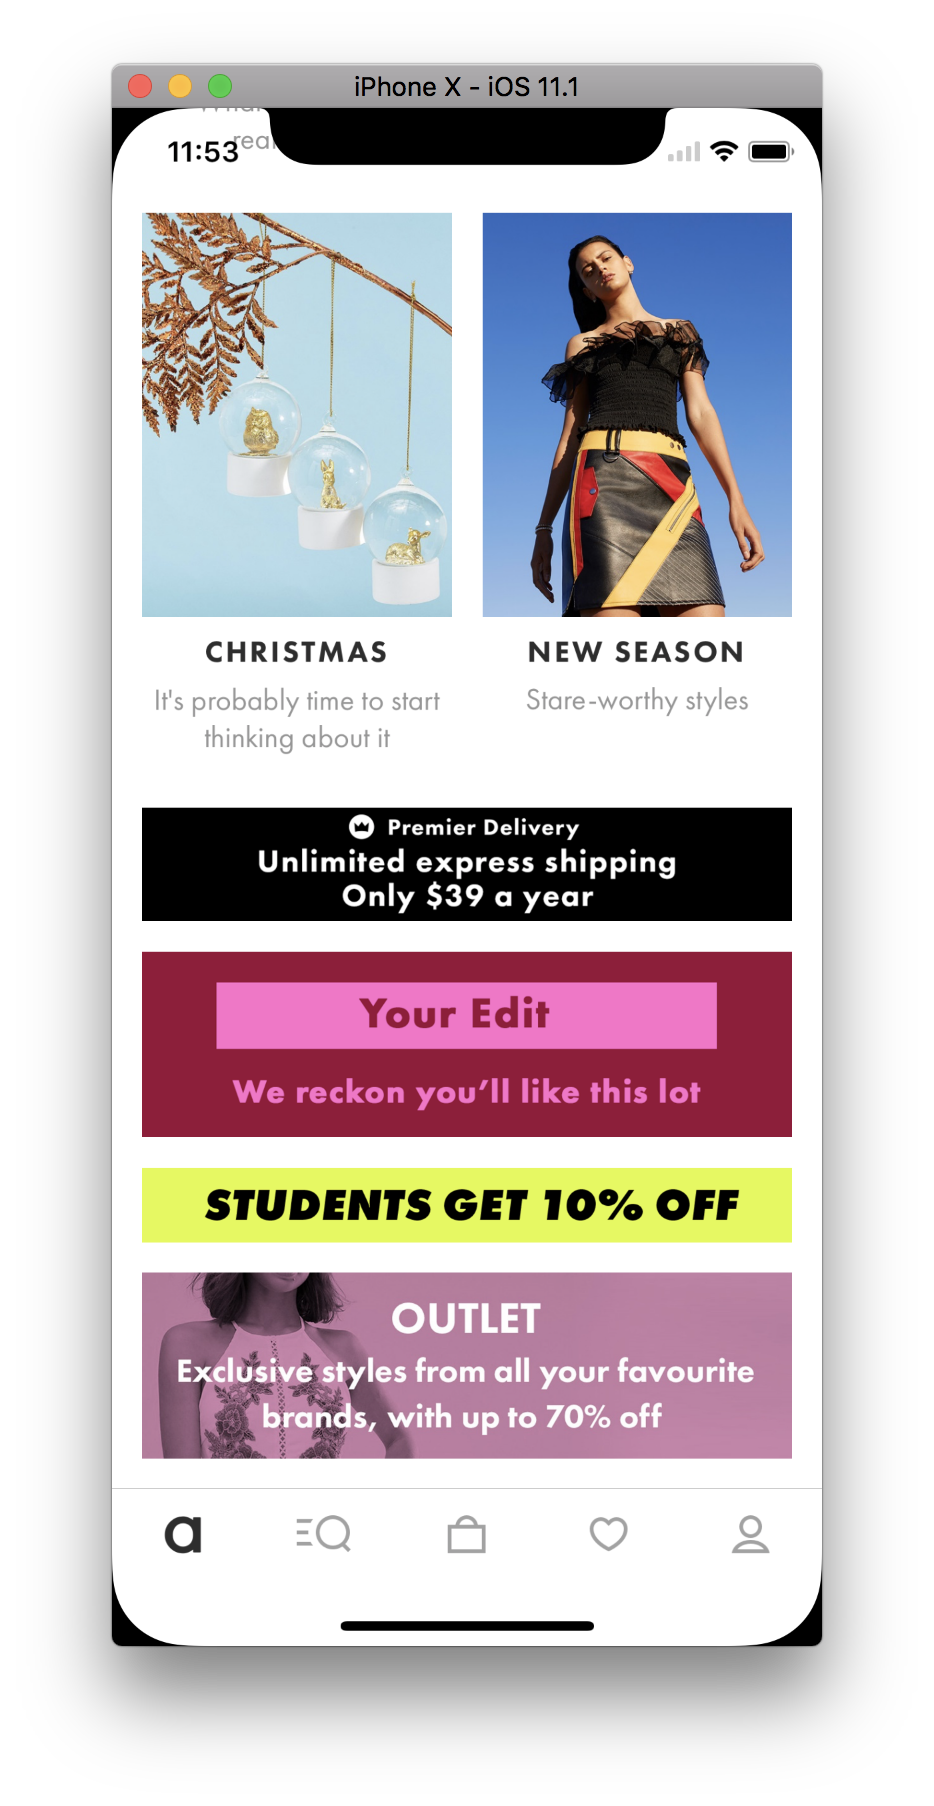 iPhone X - iOS 11.1
11:53
CHRISTMAS
It's probably time to start
thinking about it
NEW SEASON
Stare-worthy styles
Premier Delivery
Unlimited express shipping
Only $39 a year
Your Edit
We reckon you’ll like this lot
STUDENTS GET 10% OFF
OUTLET
Exclusive styles from all your favourite
brands, with up to 70% off
a